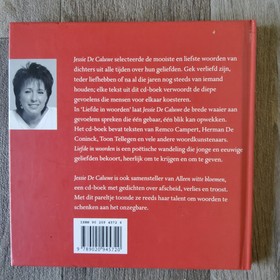 Jessie De Caluwe selecteerde de mooiste en liefste woorden van
dichters uit alle tijden over hun geliefden. Gek verliefd zijn,
teder liefhebben of na al die jaren nog steeds van iemand
houden; elke tekst uit dit cd-boek verwoordt de diepe
gevoelens die mensen voor elkaar koesteren.
In 'Liefde in woorden' laat Jessie De Caluwe de brede waaier aan
gevoelens spreken die één gebaar, één blik kan opwekken.
Het cd-boek bevat teksten van Remco Campert, Herman De
Coninck, Toon Tellegen en vele andere woordkunstenaars.
Liefde in woorden is een poëtische wandeling die jonge en eeuwige
geliefden bekoort, heerlijk om te krijgen en om te geven.
Jessie De Caluwe is ook samensteller van Alleen witte bloemen,
een cd-boek met gedichten over afscheid, verlies en troost.
Met dit pareltje toonde ze reeds haar talent om woorden te
schenken aan het onzegbare.
9 789020 945720